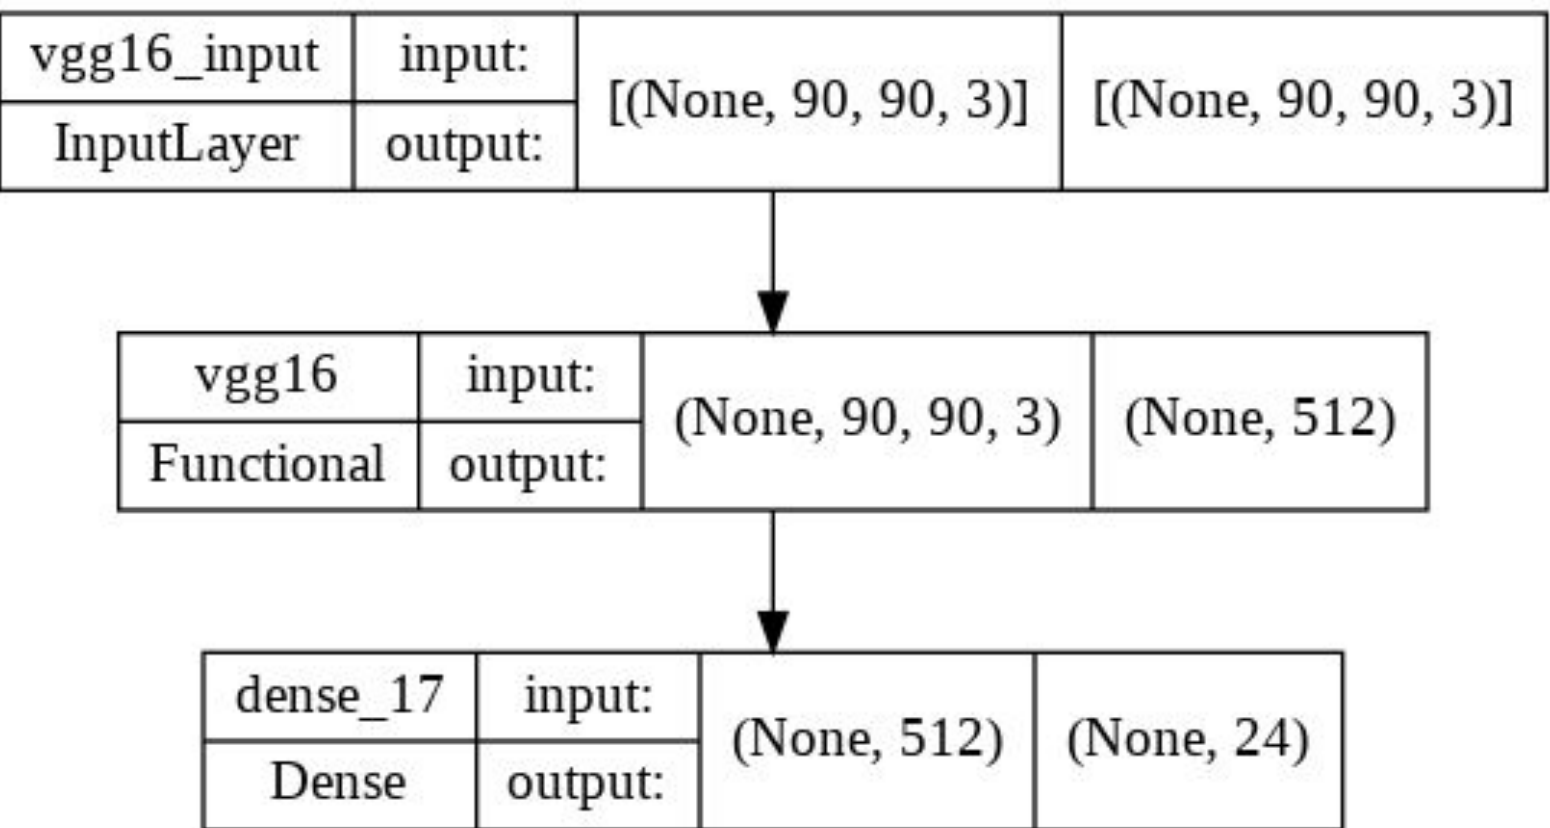 vgg16_input input: [(None, 90, 90, 3)] [(None, 90, 90, 3)]
InputLayer output:
vgg16 input: (None, 90, 90, 3) (None, 512)
Functional output:
dense_17 input: (None, 512) (None, 24)
Dense output: